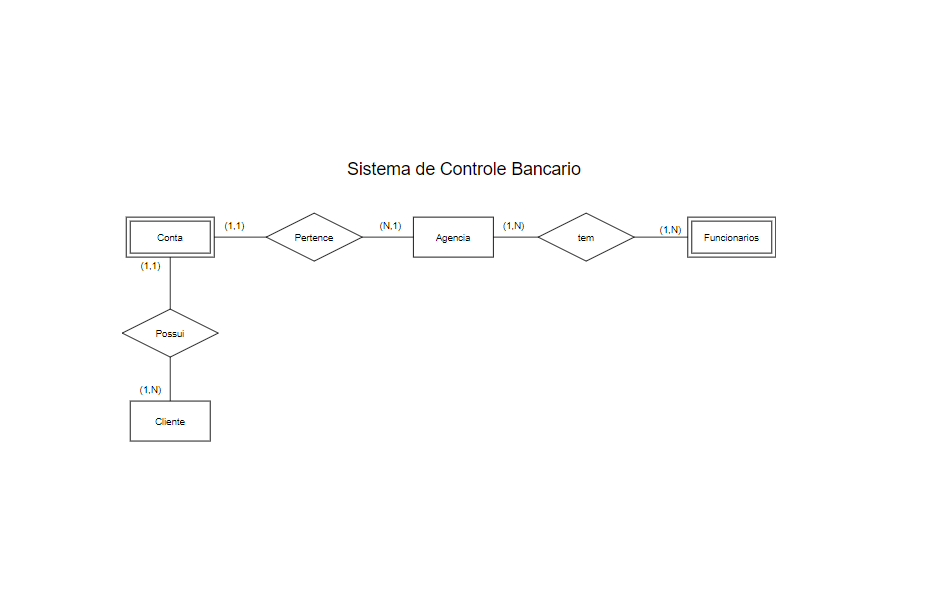 Sistema de Controle Bancario
(1,1)
(N,1)
(1,N)
(1,N)
Conta
Pertence
Agencia
tem
Funcionarios
(1,1)
Possui
(1,N)
Cliente